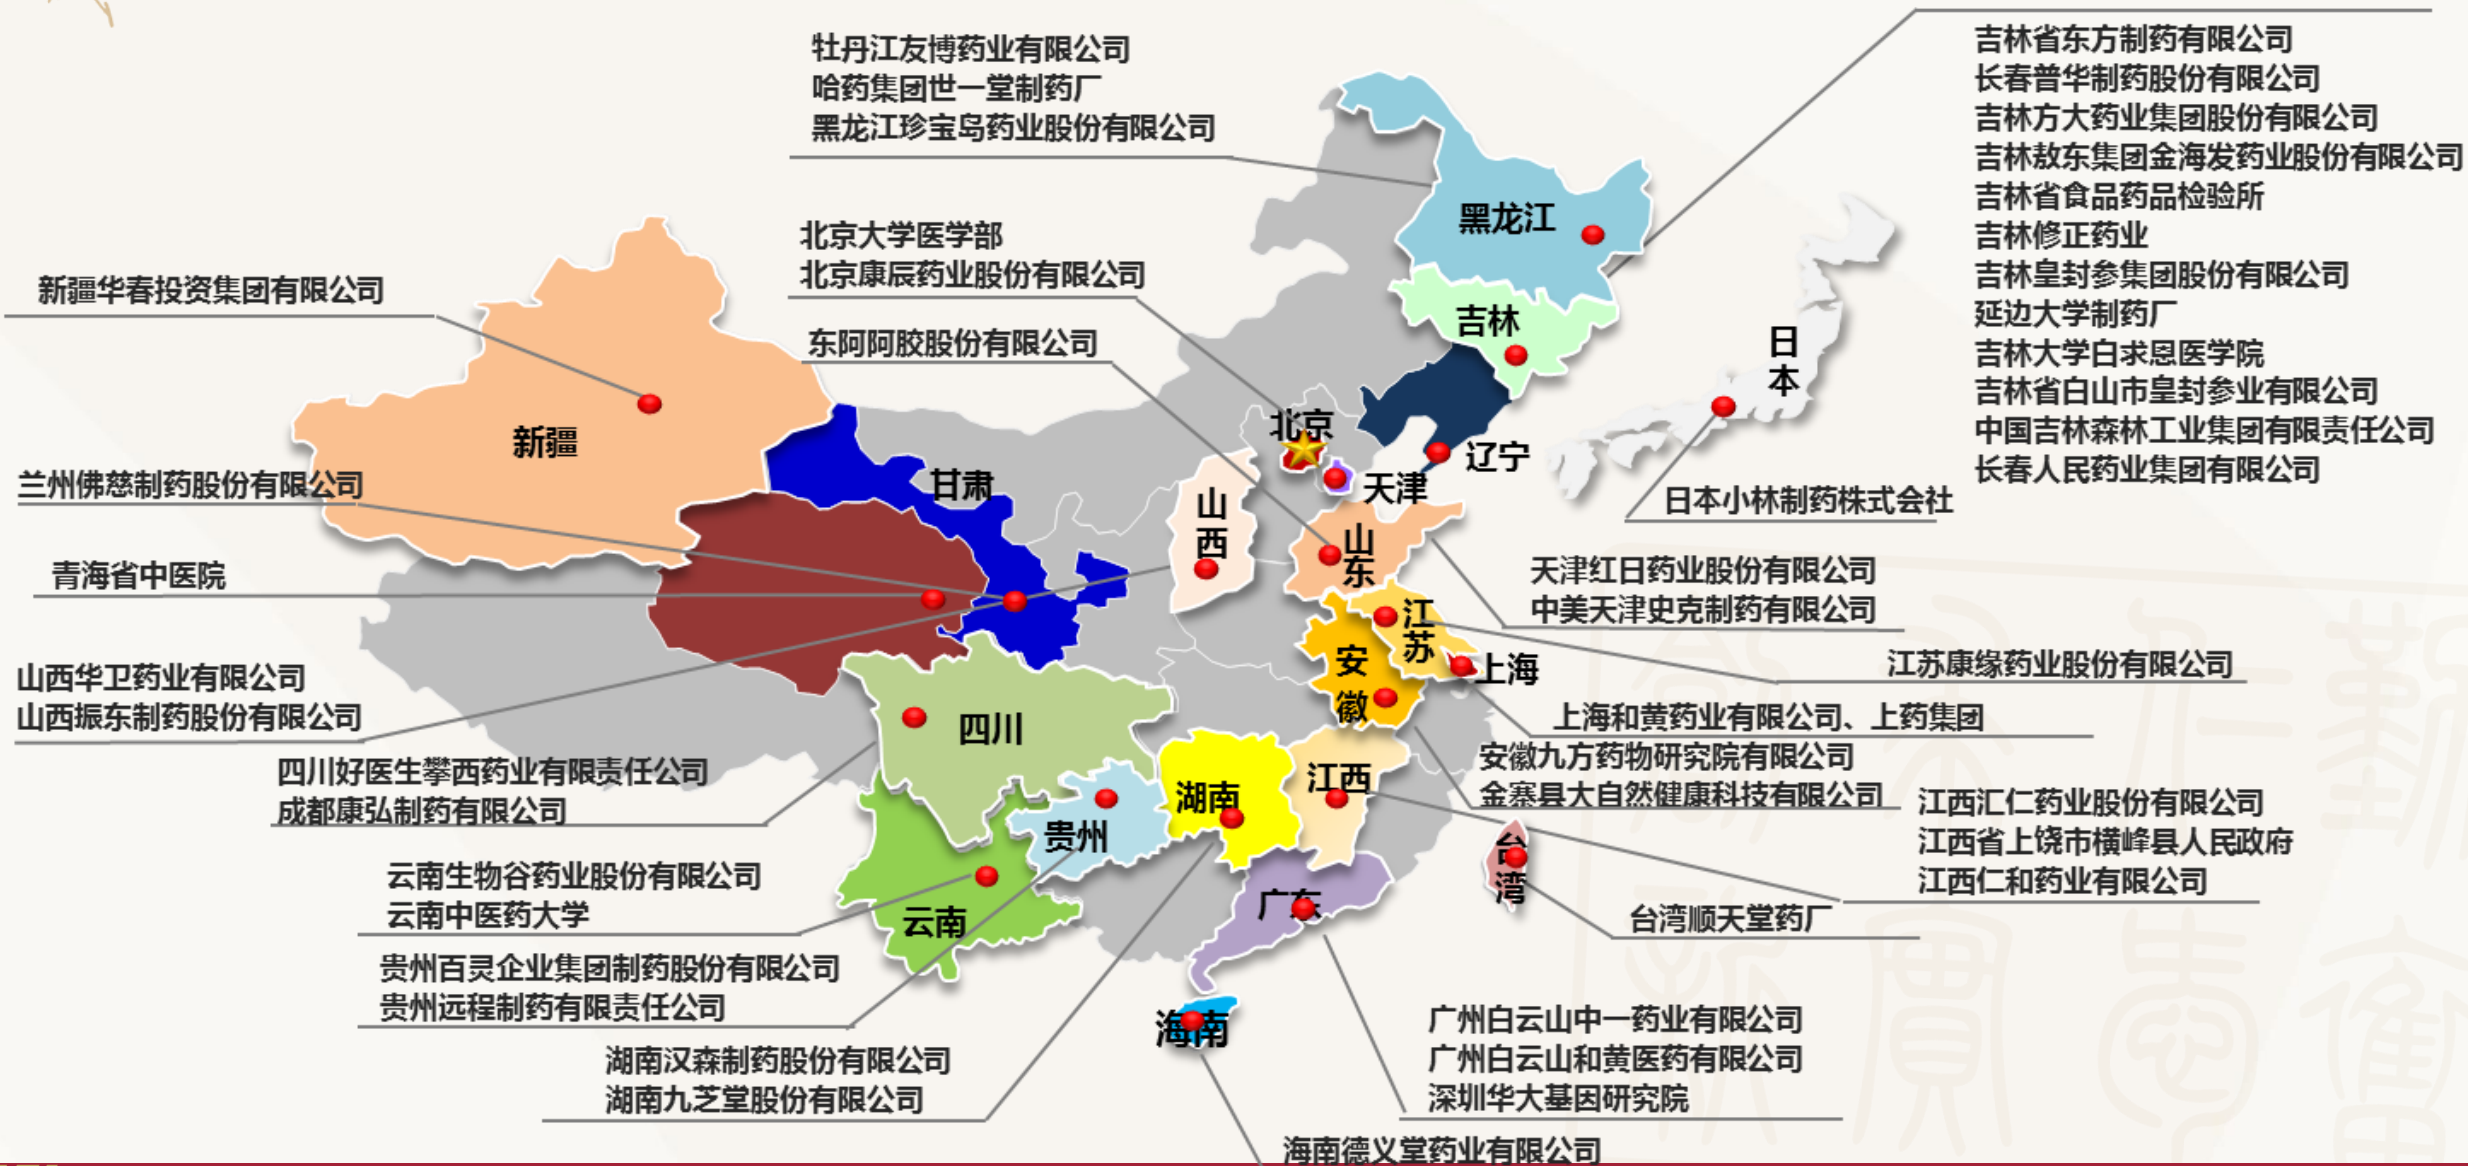 牡丹江友博药业有限公司
哈药集团世一堂制药厂
黑龙江珍宝岛药业股份有限公司
吉林省东方制药有限公司
长春普华制药股份有限公司
吉林方大药业集团股份有限公司
吉林敖东集团金海发药业股份有限公司
吉林省食品药品检验所
吉林修正药业
吉林皇封参集团股份有限公司
延边大学制药厂
吉林大学白求恩医学院
吉林省白山市皇封参业有限公司
中国吉林森林工业集团有限责任公司
长春人民药业集团有限公司
北京大学医学部
北京康辰药业股份有限公司
东阿阿胶股份有限公司
新疆华春投资集团有限公司
兰州佛慈制药股份有限公司
青海省中医院
山西华卫药业有限公司
山西振东制药股份有限公司
四川好医生攀西药业有限责任公司
成都康弘制药有限公司
云南生物谷药业股份有限公司
云南中医药大学
贵州百灵企业集团制药股份有限公司
贵州远程制药有限责任公司
湖南汉森制药股份有限公司
湖南九芝堂股份有限公司
黑龙江
吉林
辽宁
北京
天津
日本
新疆
甘肃
山西
山东
江苏
安徽
上海
四川
湖南
江西
贵州
云南
广东
台湾
海南
日本小林制药株式会社
天津红日药业股份有限公司
中美天津史克制药有限公司
江苏康缘药业股份有限公司
上海和黄药业有限公司、上药集团
安徽九方药物研究院有限公司
金寨县大自然健康科技有限公司
江西汇仁药业股份有限公司
江西省上饶市横峰县人民政府
江西仁和药业有限公司
台湾顺天堂药厂
广州白云山中一药业有限公司
广州白云山和黄医药有限公司
深圳华大基因研究院
海南德义堂药业有限公司